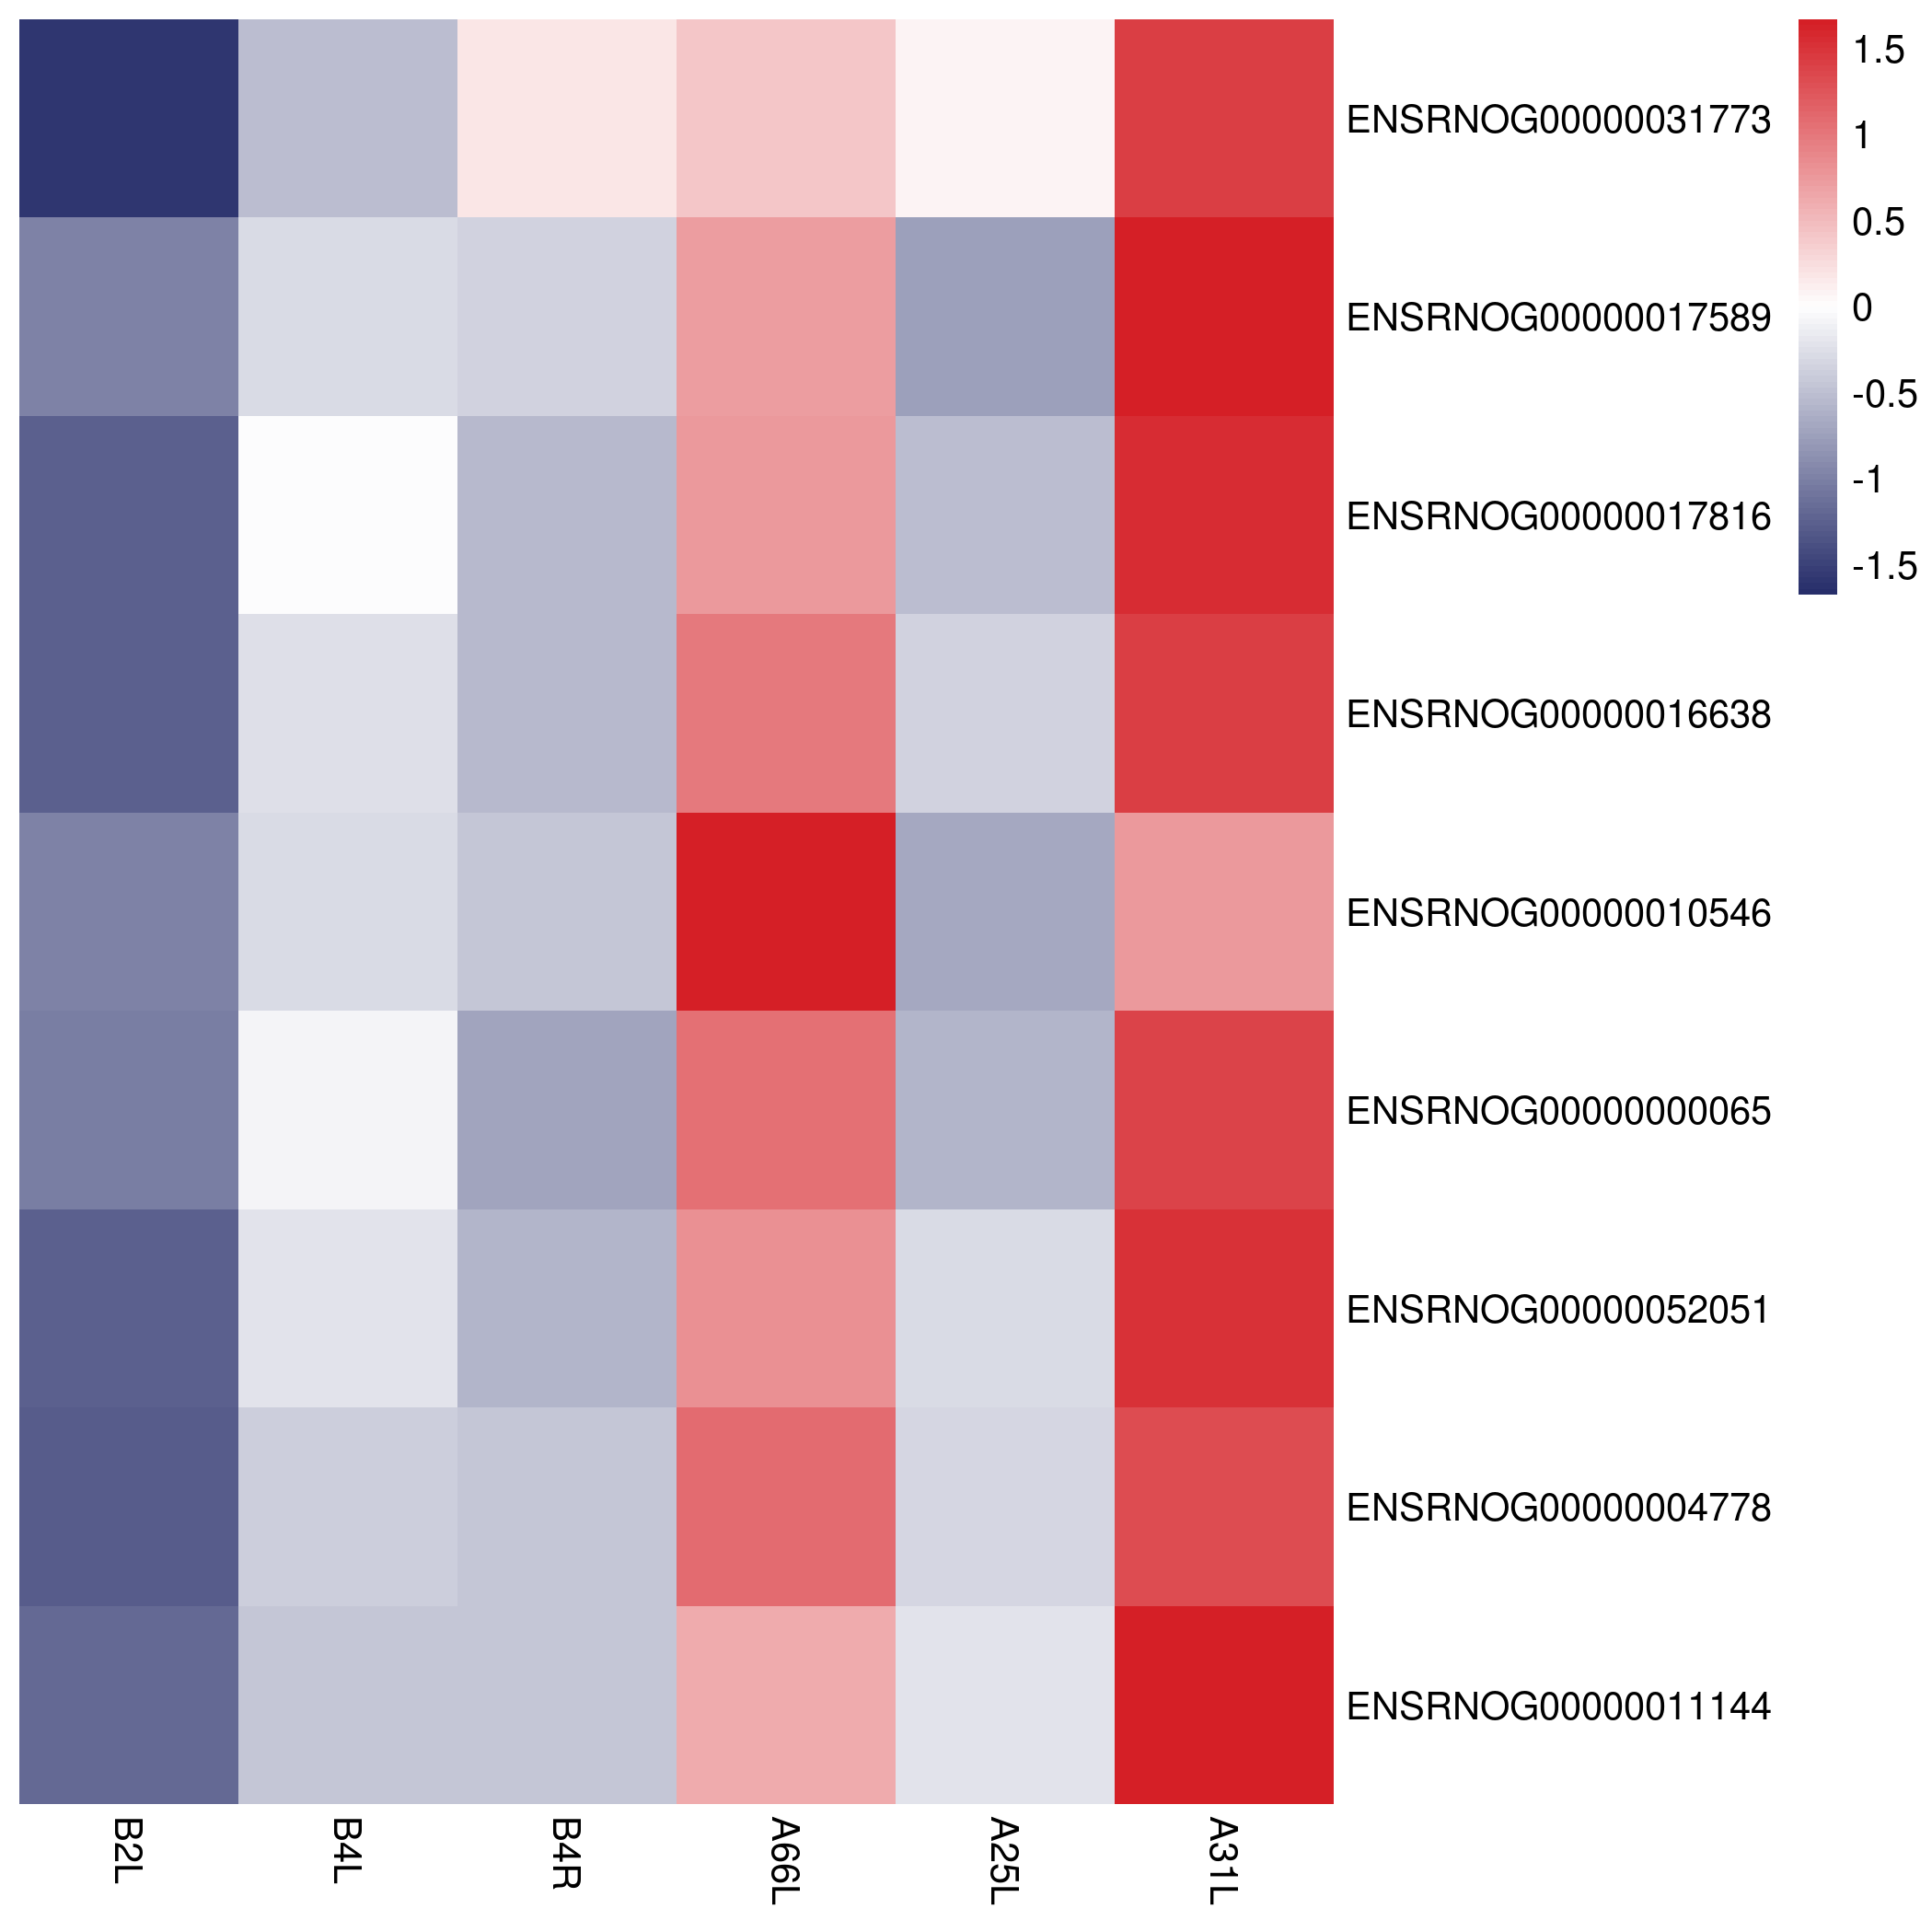 ENSRNOG00000031773
ENSRNOG00000017589
ENSRNOG00000017816
ENSRNOG00000016638
ENSRNOG00000010546
ENSRNOG00000000065
ENSRNOG00000052051
ENSRNOG00000004778
ENSRNOG00000011144
1.5
1
0.5
0
-0.5
-1
-1.5
B2L
B4L
B4R
A66L
A25L
A31L